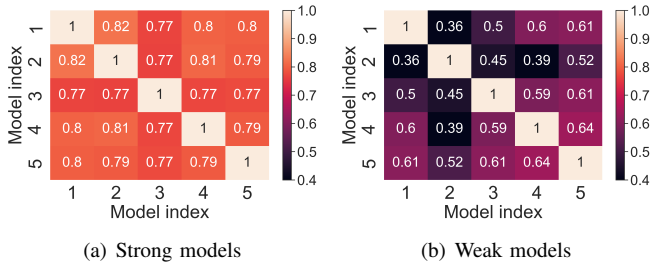 1 0.82 0.77 0.8 0.8
0.82 1 0.77 0.81 0.79
0.77 0.77 1 0.77 0.77
0.8 0.81 0.77 1 0.79
0.8 0.79 0.77 0.79 1
1
2
3
4
5
Model index
1 2 3 4 5
Model index
1.0
0.9
0.8
0.7
0.6
0.5
0.4
(a) Strong models
1 0.36 0.5 0.6 0.61
0.36 1 0.45 0.39 0.52
0.5 0.45 1 0.59 0.61
0.6 0.39 0.59 1 0.64
0.61 0.52 0.61 0.64 1
1
2
3
4
5
Model index
1 2 3 4 5
Model index
1.0
0.9
0.8
0.7
0.6
0.5
0.4
(b) Weak models